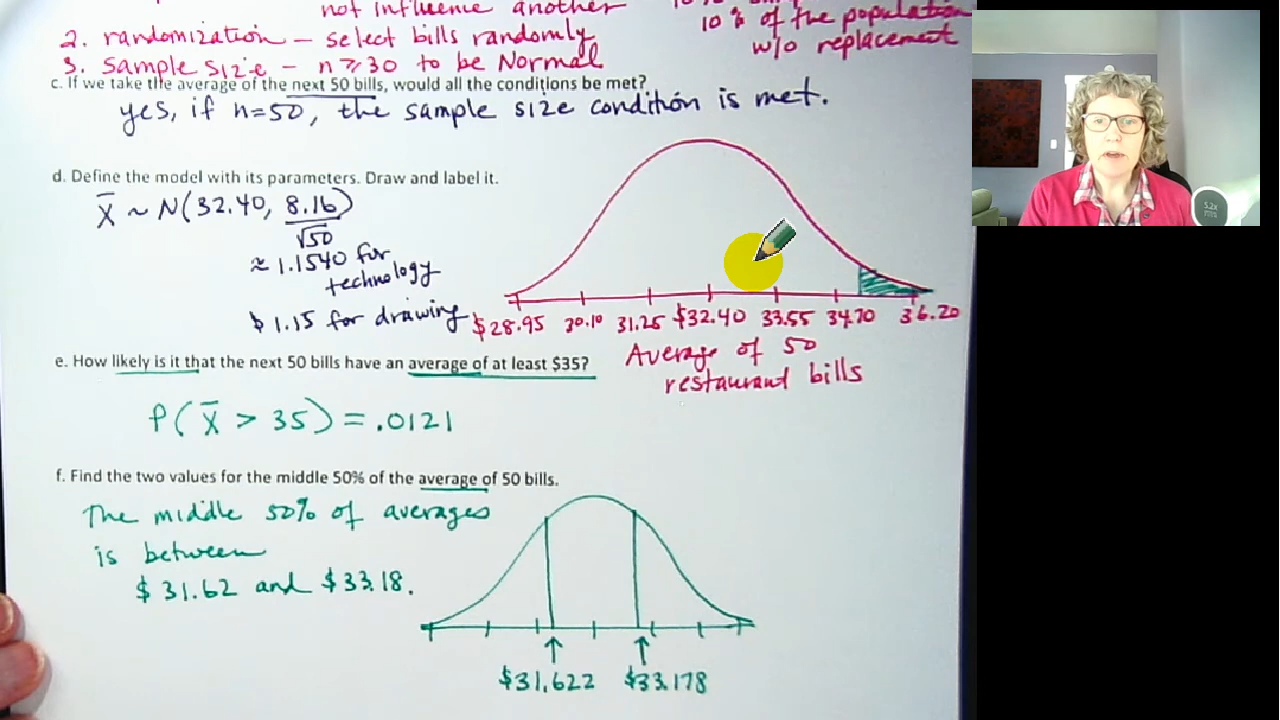 not influence another
10% of the population
w/o replacement
2. randomization – select bills randomly
3. Sample size – n ≥ 30 to be Normal
c. If we take the average of the next 50 bills, would all the conditions be met?
yes, if n=50, the sample size condition is met.
d. Define the model with its parameters. Draw and label it.
X̄ ~ N(32.40, 8.16/√50)
≈ 1.1540 for
technology
$1.15 for drawing
$28.95 30.10 31.25 $32.40 33.55 34.70 36.20
Average of 50
restaurant bills
e. How likely is it that the next 50 bills have an average of at least $35?
P(X̄ > 35) = .0121
f. Find the two values for the middle 50% of the average of 50 bills.
The middle 50% of averages
is between
$31.62 and $33.18.
$31.622 $33.178